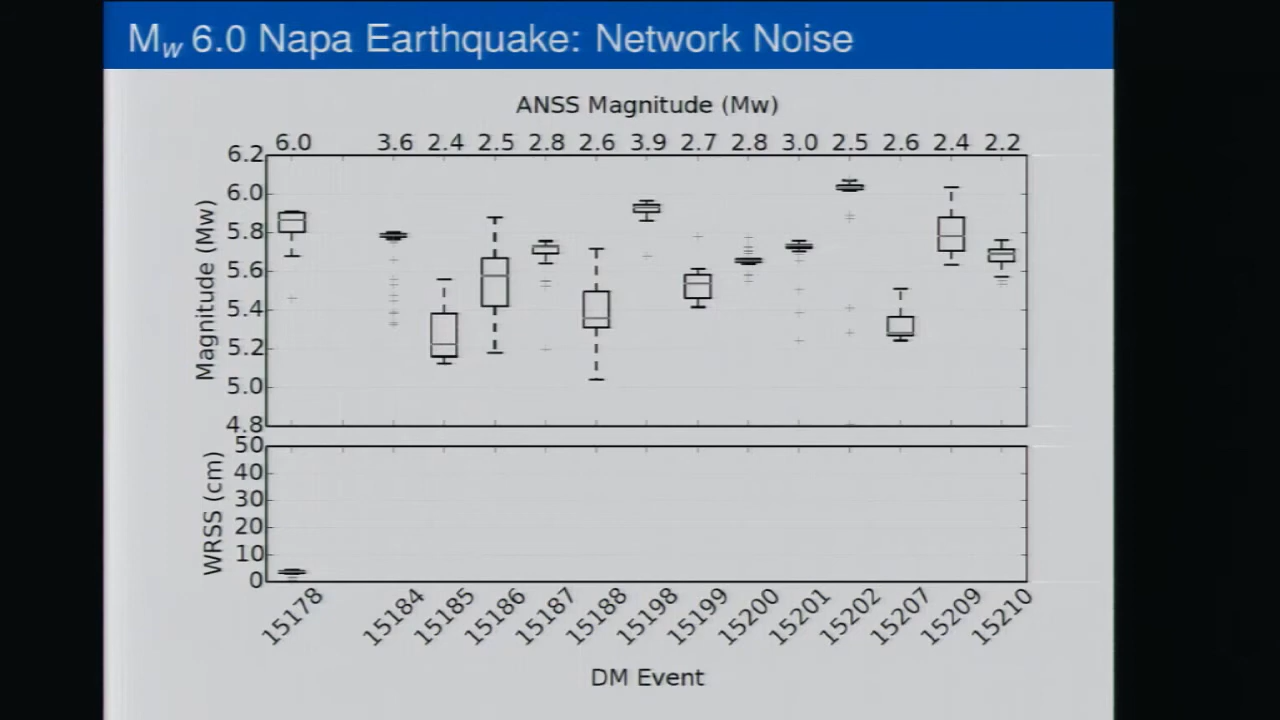 Mw 6.0 Napa Earthquake: Network Noise
ANSS Magnitude (Mw)
6.0 3.6 2.4 2.5 2.8 2.6 3.9 2.7 2.8 3.0 2.5 2.6 2.4 2.2
Magnitude (Mw)
6.2
6.0
5.8
5.6
5.4
5.2
5.0
4.8
WRSS (cm)
50
40
30
20
10
0
15178 15184 15185 15186 15187 15188 15198 15199 15200 15201 15202 15207 15209 15210
DM Event